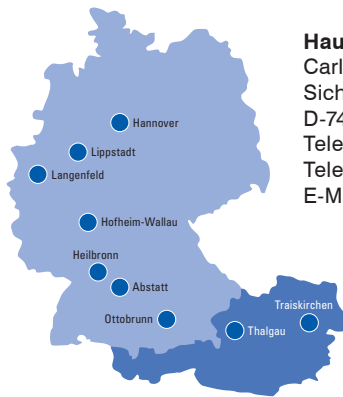 Hannover
Lippstadt
Langenfeld
Hofheim-Wallau
Heilbronn
Abstatt
Ottobrunn
Traiskirchen
Thalgau
Hau
Carl
Sich
D-74
Tele
Tele
E-M